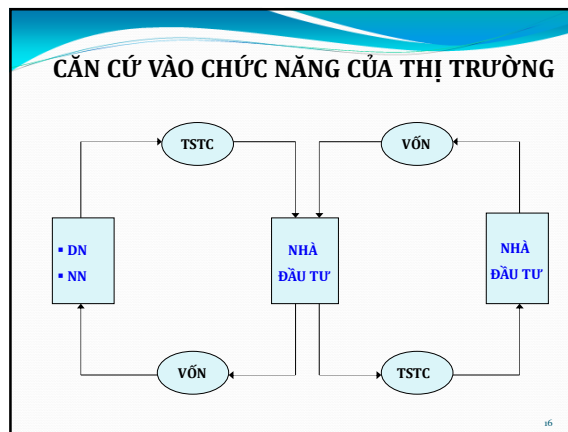 CĂN CỨ VÀO CHỨC NĂNG CỦA THỊ TRƯỜNG
TSTC
VỐN
▪ DN
▪ NN
NHÀ
ĐẦU TƯ
NHÀ
ĐẦU TƯ
VỐN
TSTC
16